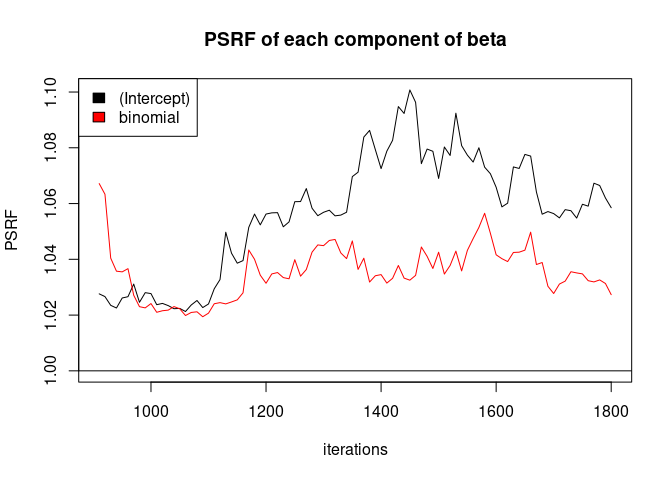 PSRF of each component of beta
(Intercept)
binomial
PSRF
1.10
1.08
1.06
1.04
1.02
1.00
1000 1200 1400 1600 1800
iterations